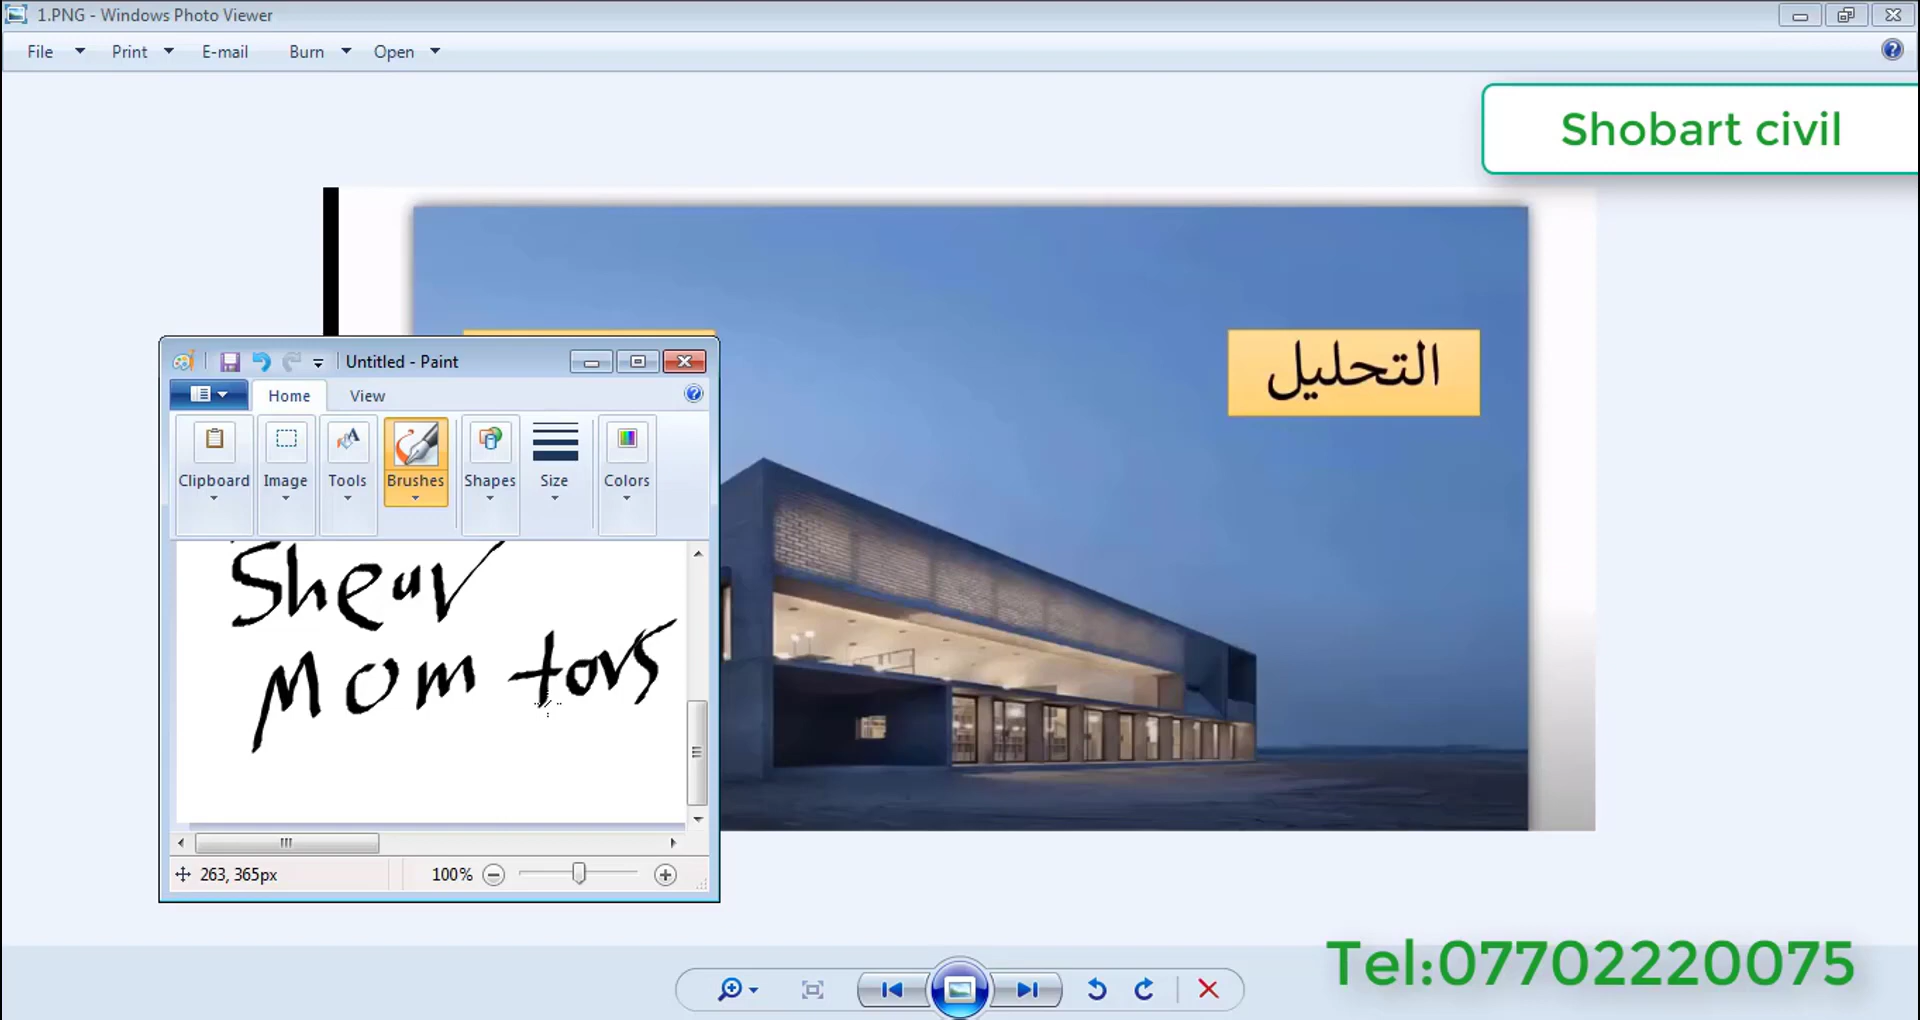 1.PNG - Windows Photo Viewer
File Print E-mail Burn Open
Shobart civil
التحليل
Untitled - Paint
Home View
Clipboard Image Tools Brushes Shapes Size Colors
Shear
Mom tors
263, 365px 100%
Tel:07702220075